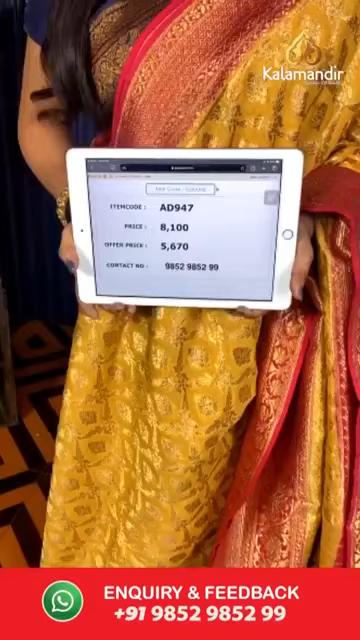 Kalamandir
ITEMCODE : AD947
PRICE : 8,100
OFFER PRICE : 5,670
CONTACT NO : 9852 9852 99
ENQUIRY & FEEDBACK
+91 9852 9852 99